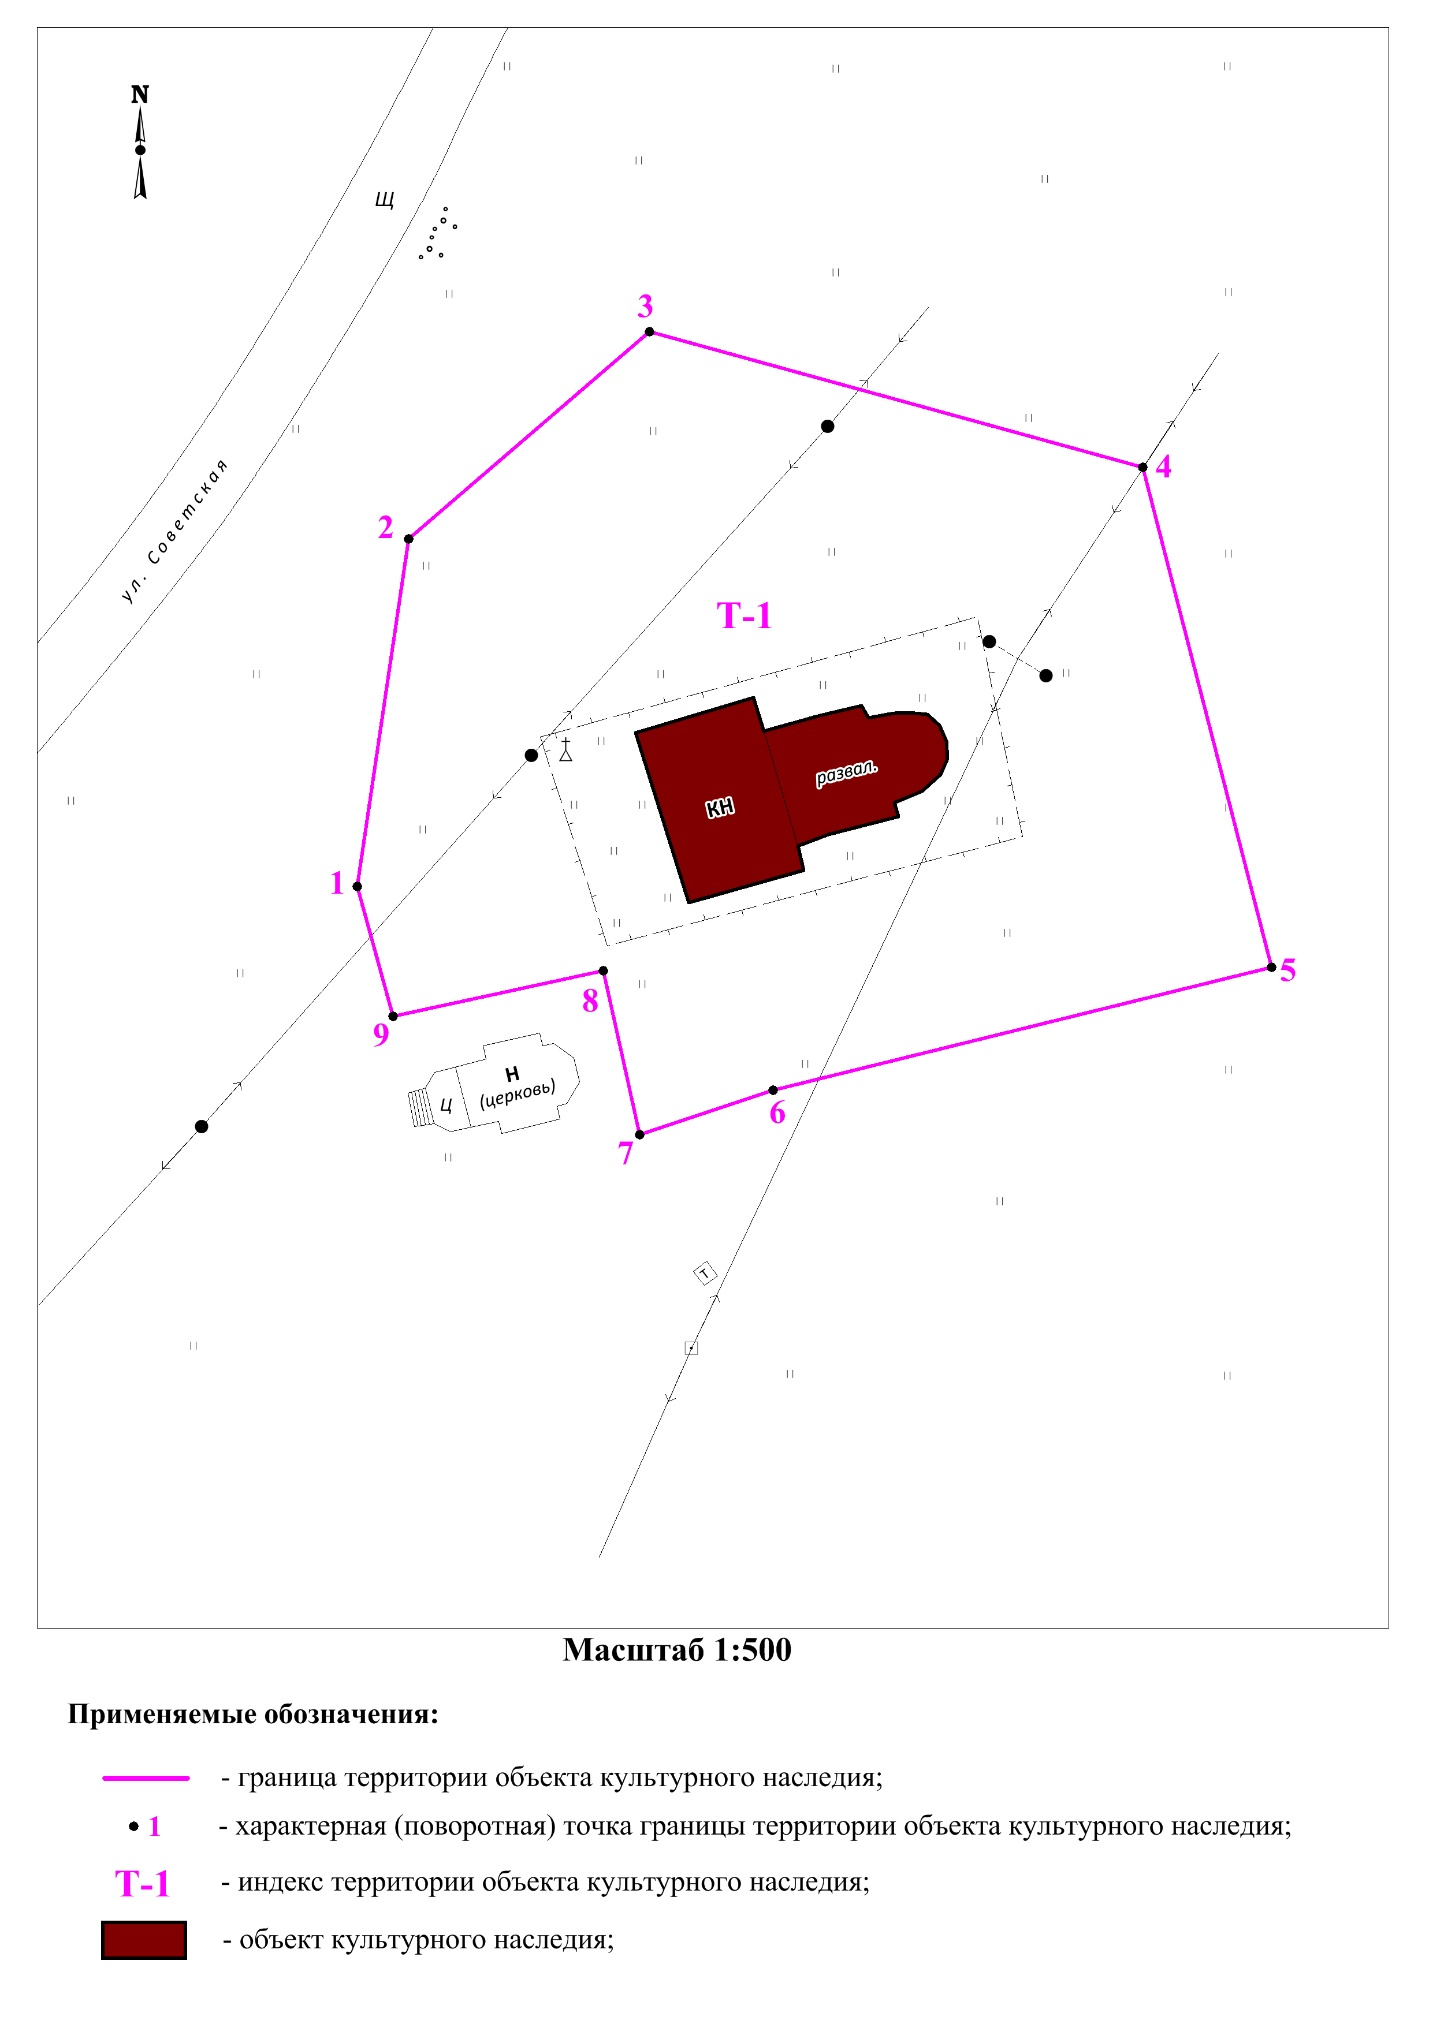 N
Щ
ул. Советская
3
4
2
Т-1
развал.
КН
1
5
8
9
Н
(церковь)
Ц
6
7
Т
Масштаб 1:500
Применяемые обозначения:
- граница территории объекта культурного наследия;
1 - характерная (поворотная) точка границы территории объекта культурного наследия;
Т-1 - индекс территории объекта культурного наследия;
- объект культурного наследия;